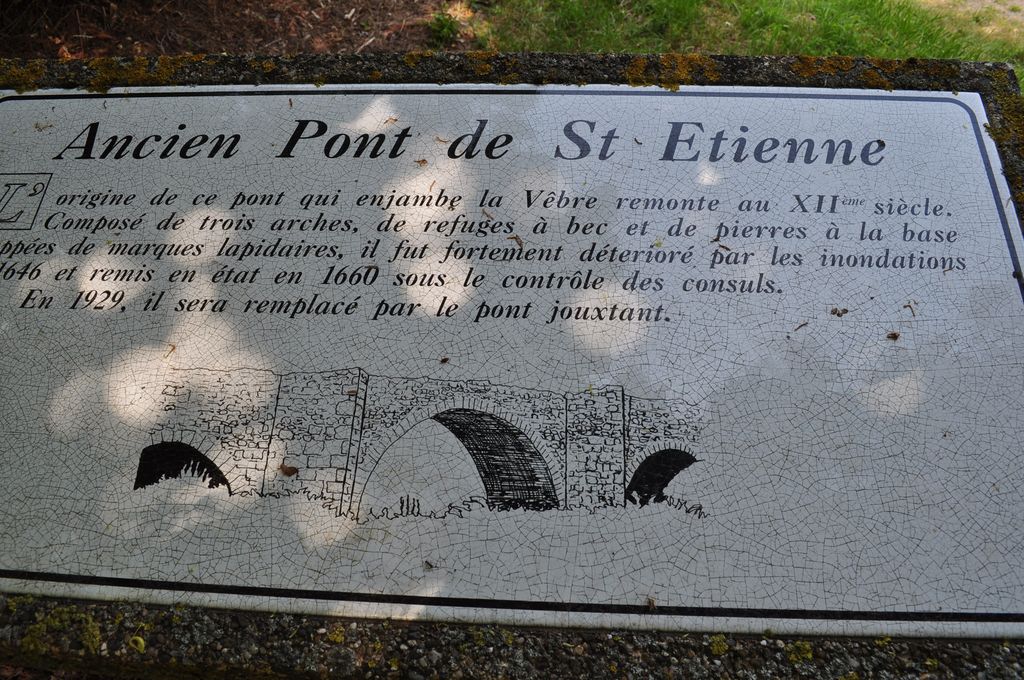 Ancien Pont de St Etienne
L'origine de ce pont qui enjambe la Vêbre remonte au XIIème siècle.
Composé de trois arches, de refuges à bec et de pierres à la base
ppées de marques lapidaires, il fut fortement déterioré par les inondations
1646 et remis en état en 1660 sous le contrôle des consuls.
En 1929, il sera remplacé par le pont jouxtant.